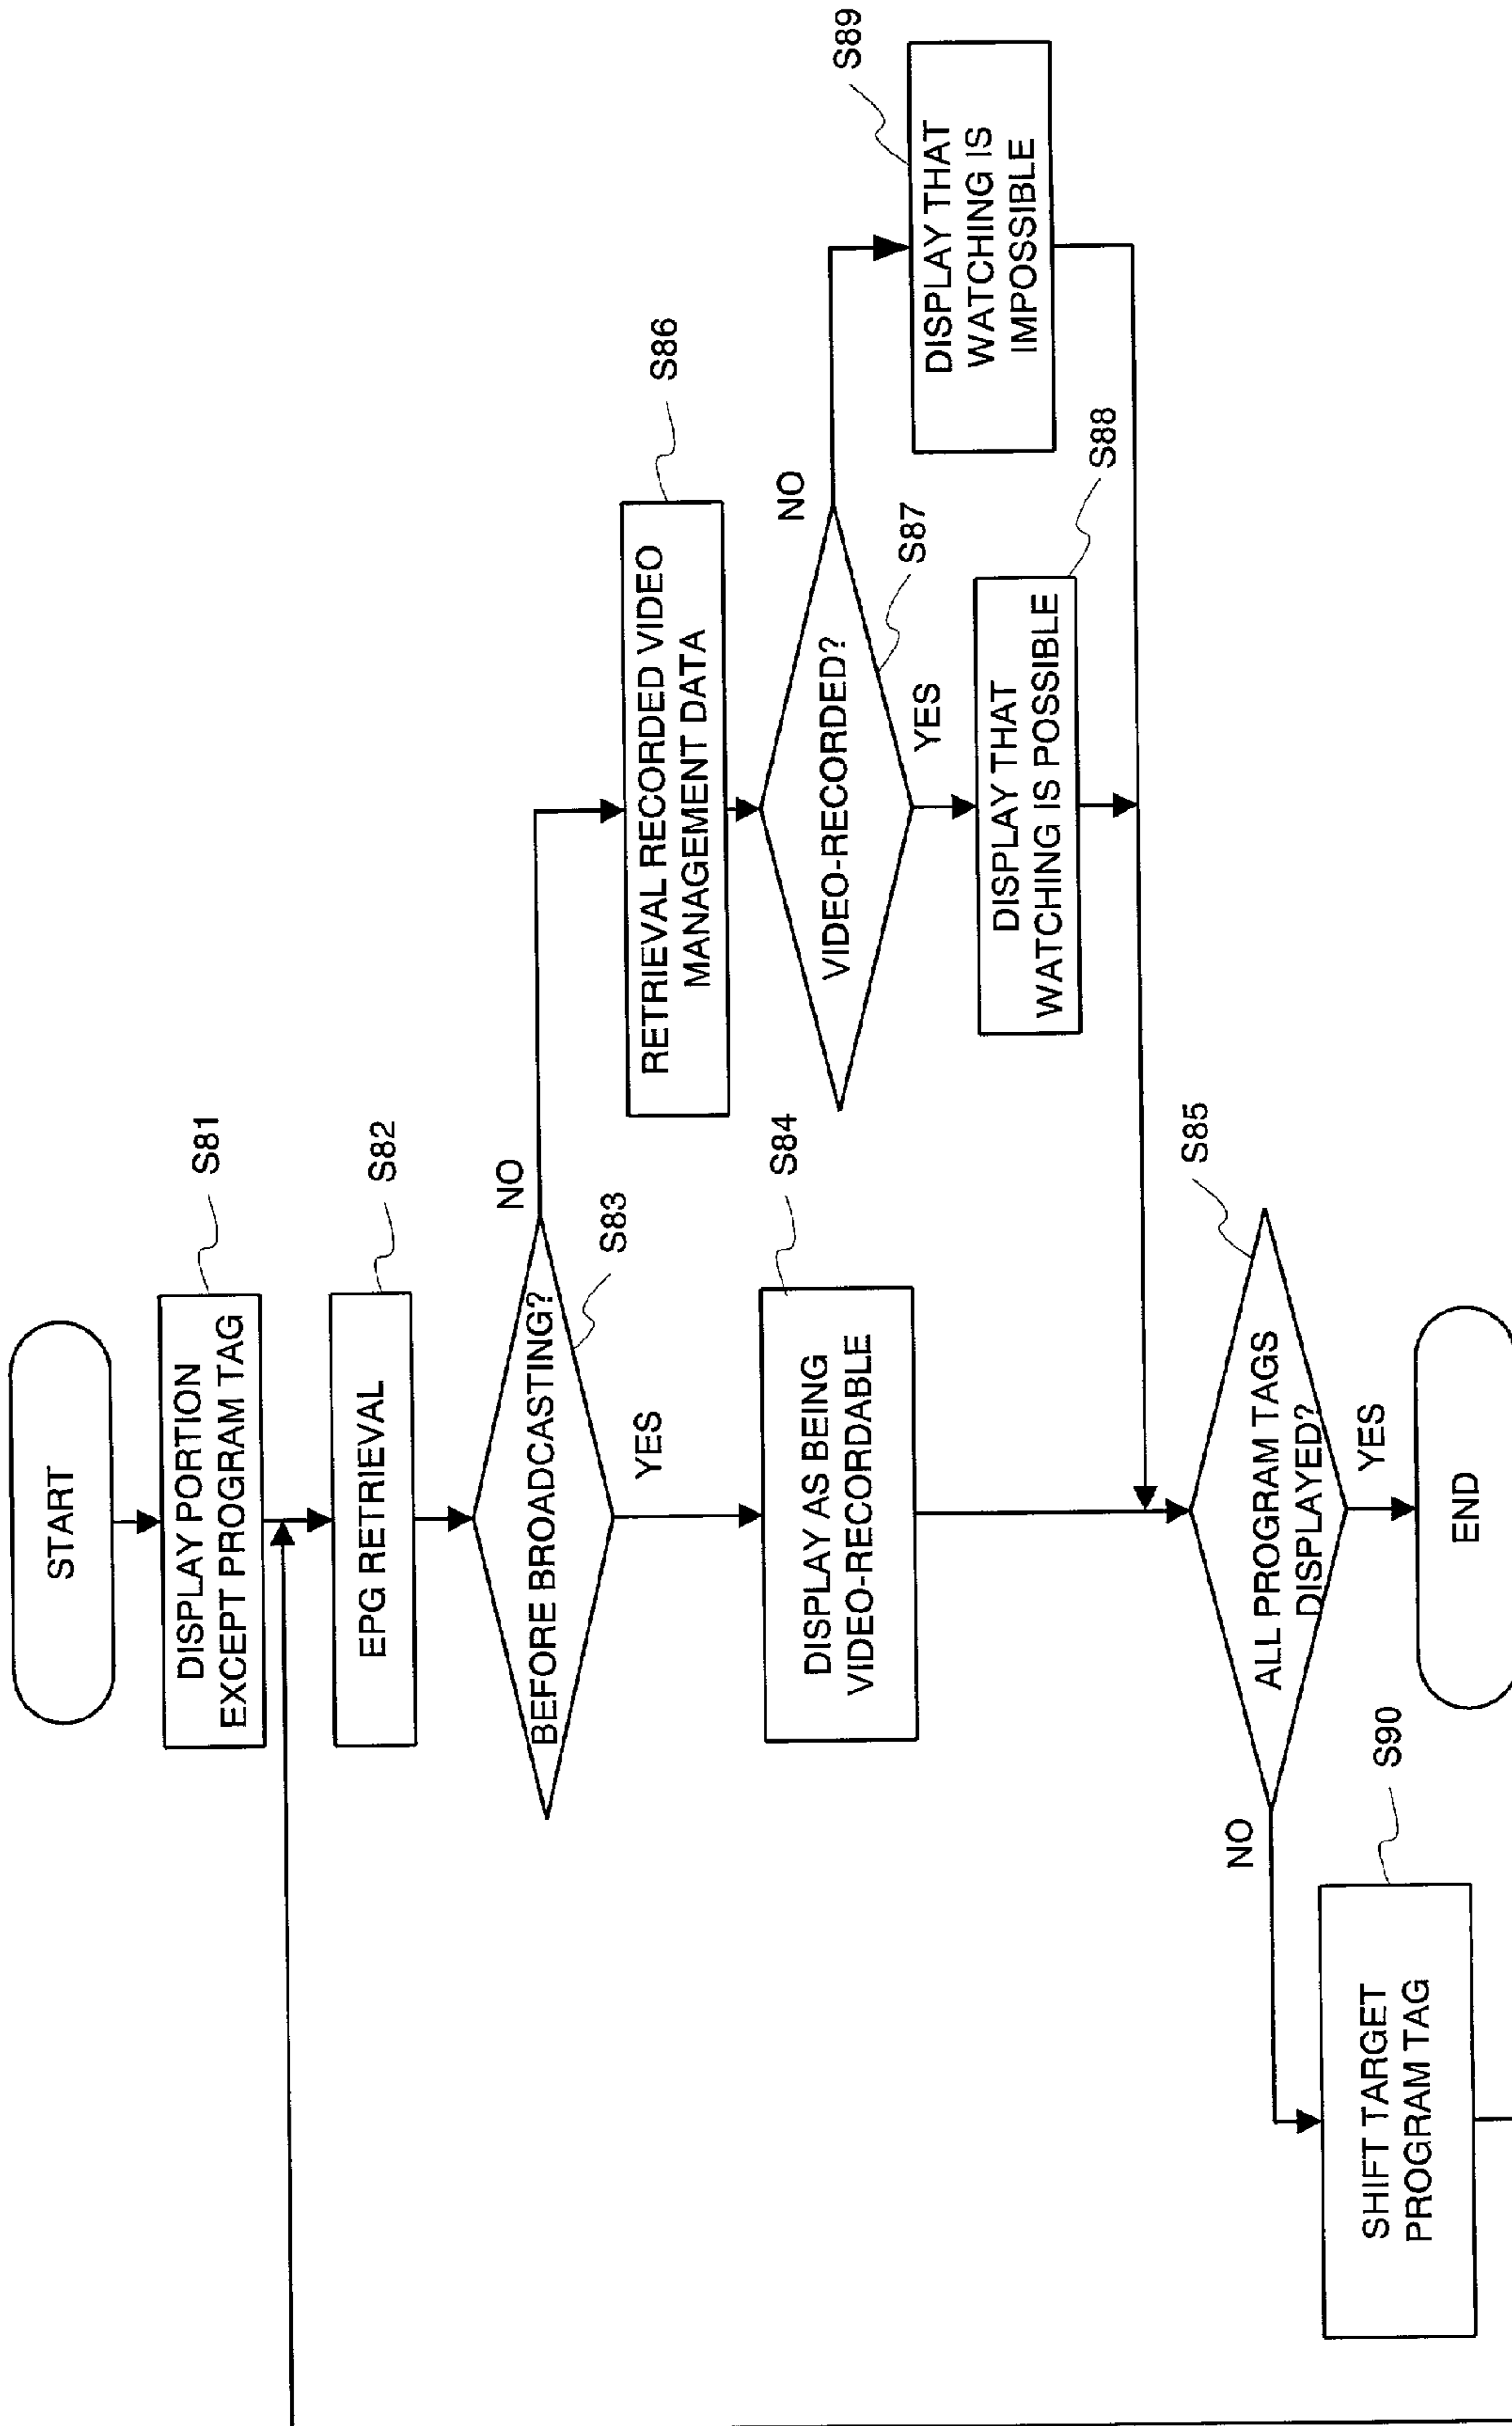 START
DISPLAY PORTION
EXCEPT PROGRAM TAG
S81
EPG RETRIEVAL
S82
BEFORE BROADCASTING?
S83
NO
YES
DISPLAY AS BEING
VIDEO-RECORDABLE
S84
RETRIEVAL RECORDED VIDEO
MANAGEMENT DATA
S86
VIDEO-RECORDED?
S87
NO
YES
DISPLAY THAT
WATCHING IS POSSIBLE
S88
DISPLAY THAT
WATCHING IS
IMPOSSIBLE
S89
ALL PROGRAM TAGS
DISPLAYED?
S85
NO
YES
SHIFT TARGET
PROGRAM TAG
S90
END